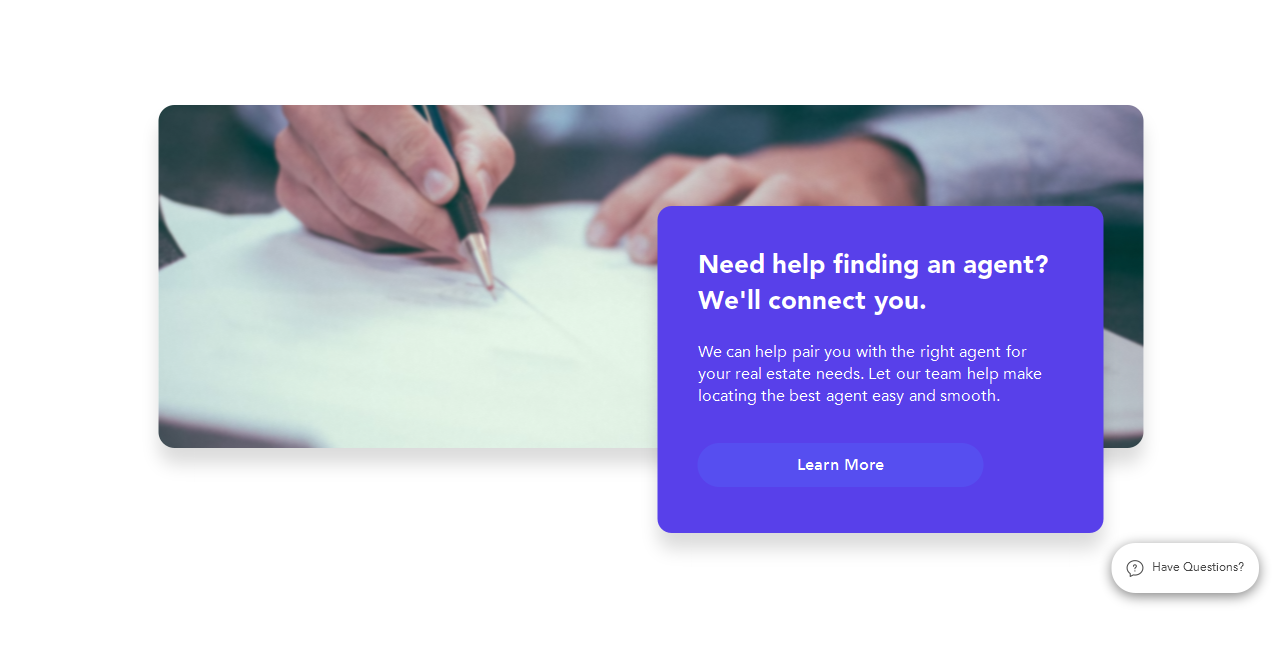 Need help finding an agent?
We'll connect you.
We can help pair you with the right agent for
your real estate needs. Let our team help make
locating the best agent easy and smooth.
Learn More
Have Questions?